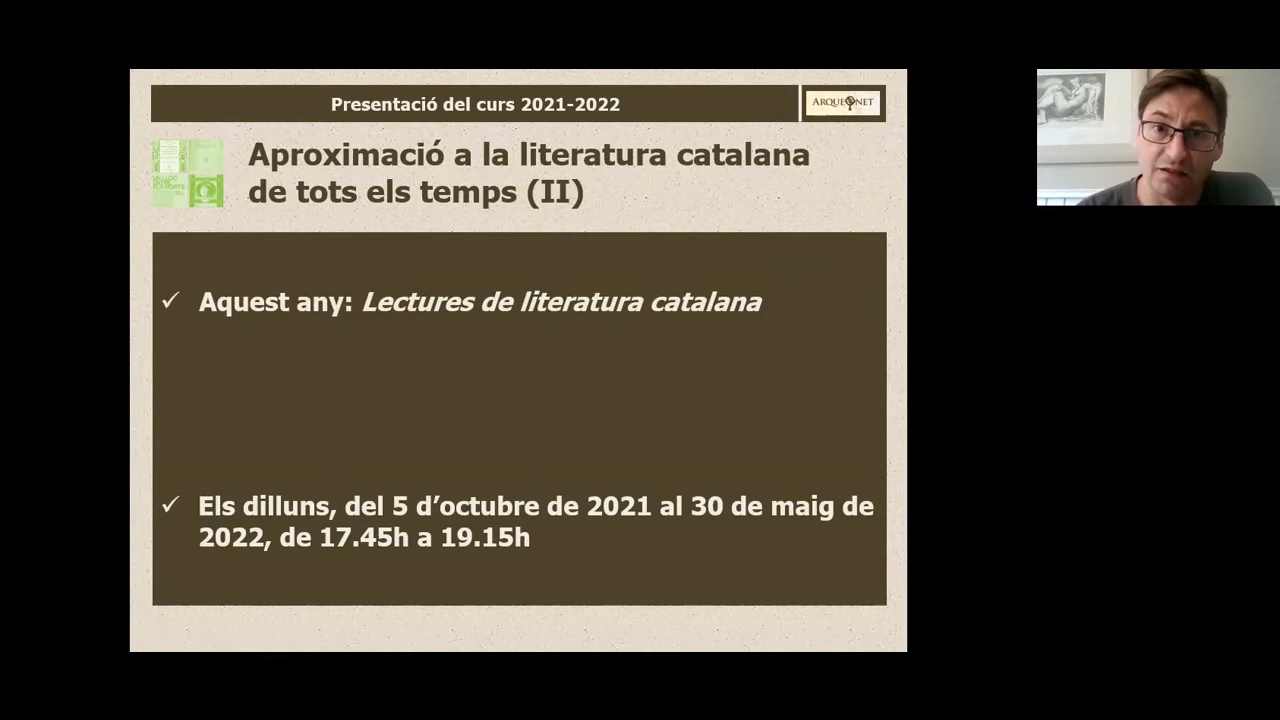 Presentació del curs 2021-2022
ARQUEONET
Aproximació a la literatura catalana
de tots els temps (II)
Aquest any: Lectures de literatura catalana
Els dilluns, del 5 d’octubre de 2021 al 30 de maig de
2022, de 17.45h a 19.15h